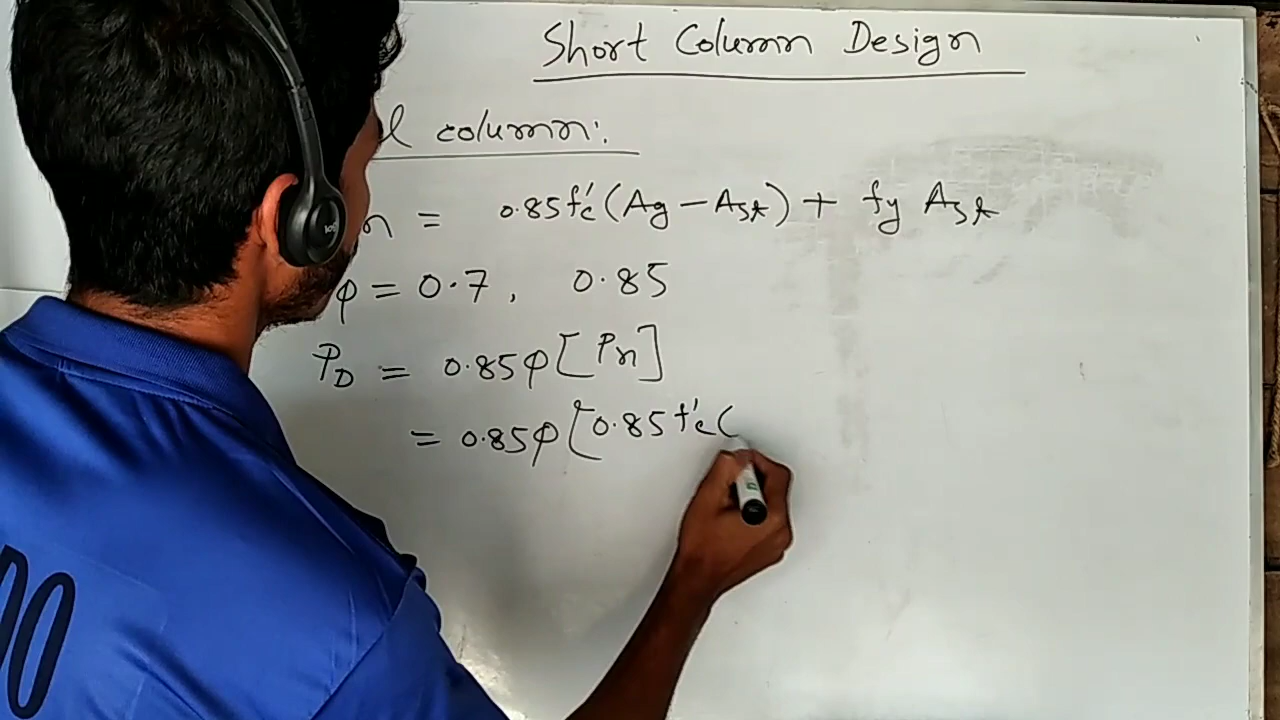 Short Column Design
l column:
n = 0.85f'c(Ag - Ast) + fy Ast
φ = 0.7, 0.85
PD = 0.85φ[Pn]
= 0.85φ[0.85f'c(